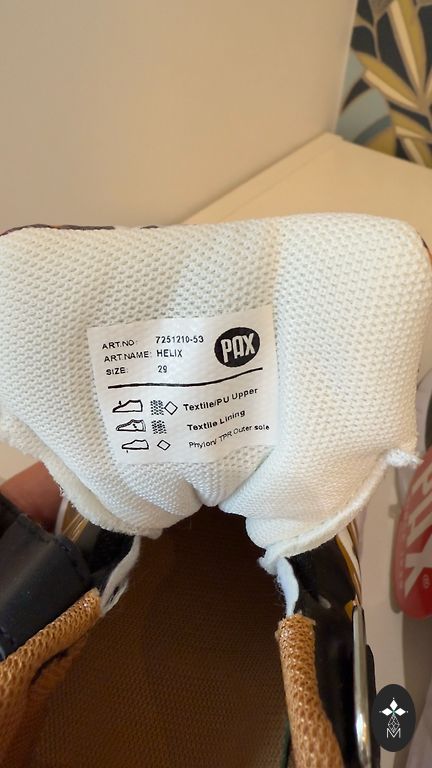 ART.NO: 7251210-53
ART.NAME: HELIX
SIZE: 29
PAX
Textile/PU Upper
Textile Lining
Phylon/ TPR Outer sole
PAX
M